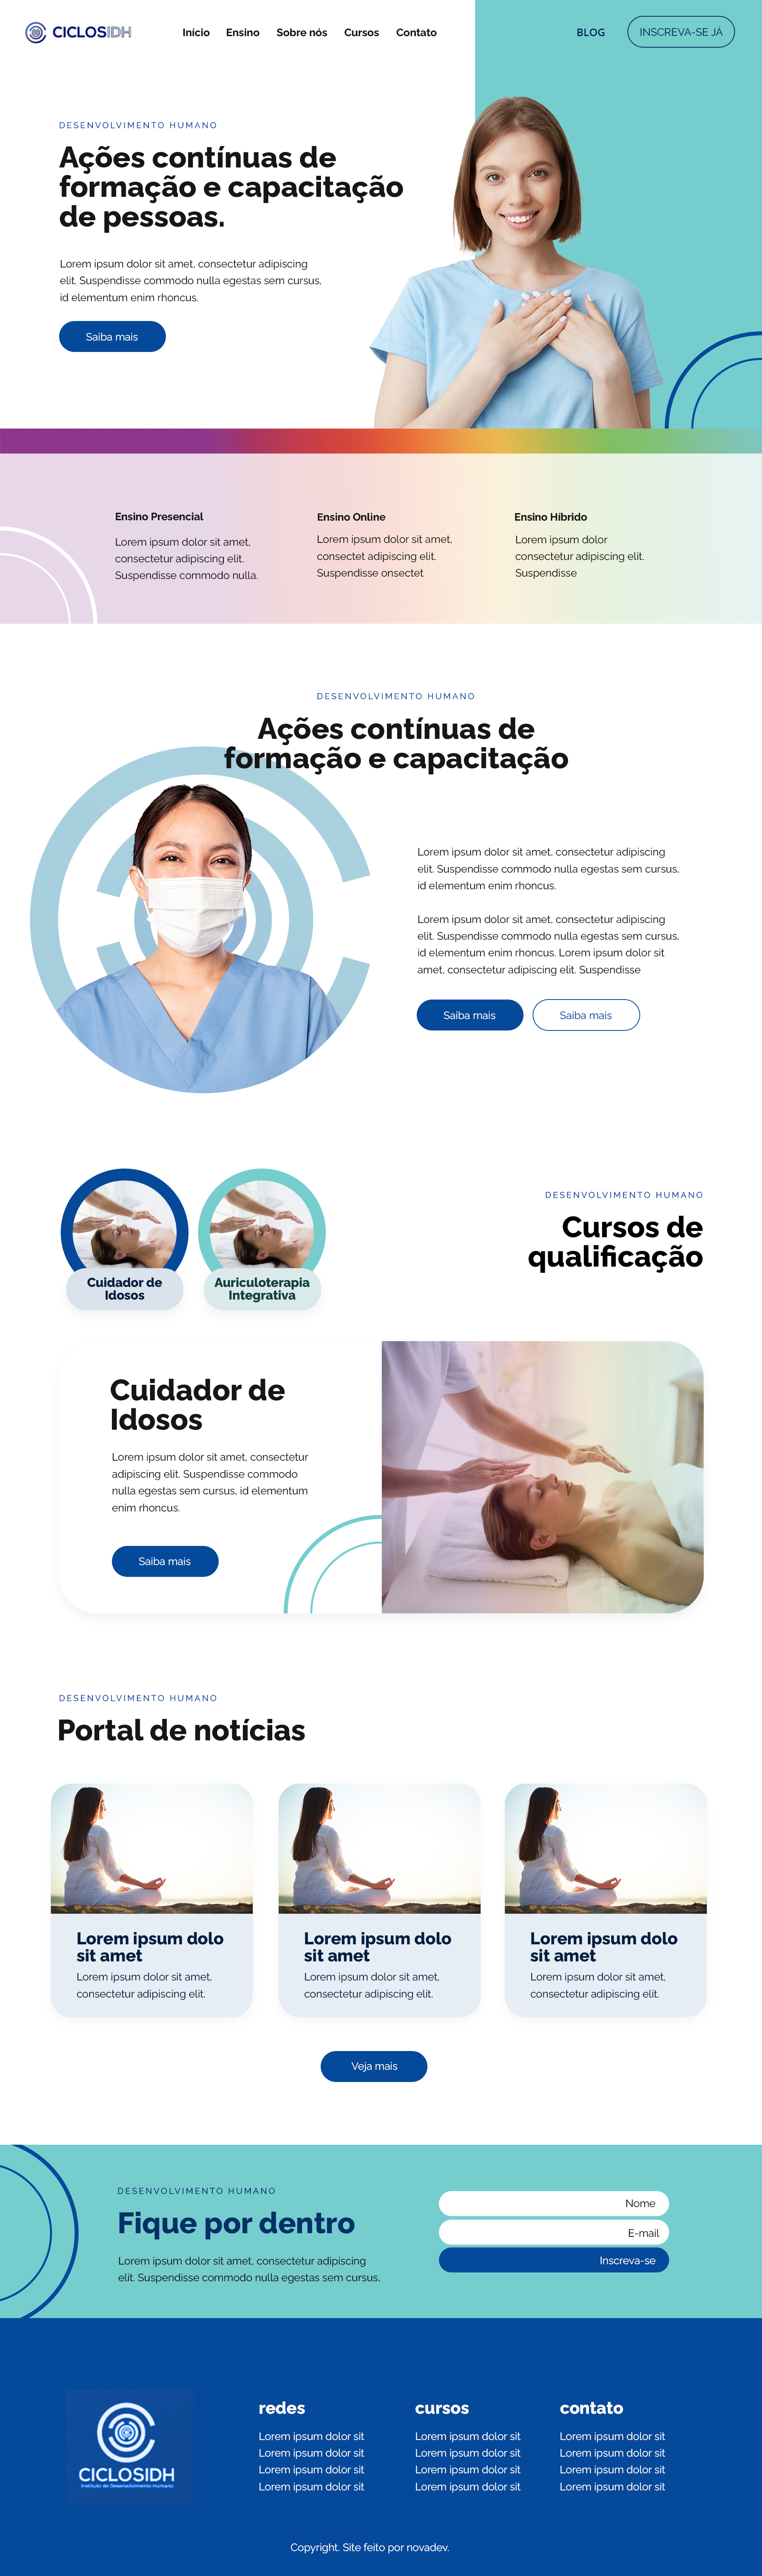 CICLOSIDH
Início Ensino Sobre nós Cursos Contato
BLOG
INSCREVA-SE JÁ
DESENVOLVIMENTO HUMANO
Ações contínuas de
formação e capacitação
de pessoas.
Lorem ipsum dolor sit amet, consectetur adipiscing
elit. Suspendisse commodo nulla egestas sem cursus,
id elementum enim rhoncus.
Saiba mais
Ensino Presencial
Lorem ipsum dolor sit amet,
consectetur adipiscing elit.
Suspendisse commodo nulla.
Ensino Online
Lorem ipsum dolor sit amet,
consectet adipiscing elit.
Suspendisse onsectet
Ensino Híbrido
Lorem ipsum dolor
consectetur adipiscing elit.
Suspendisse
DESENVOLVIMENTO HUMANO
Ações contínuas de
formação e capacitação
Lorem ipsum dolor sit amet, consectetur adipiscing
elit. Suspendisse commodo nulla egestas sem cursus,
id elementum enim rhoncus.
Lorem ipsum dolor sit amet, consectetur adipiscing
elit. Suspendisse commodo nulla egestas sem cursus,
id elementum enim rhoncus. Lorem ipsum dolor sit
amet, consectetur adipiscing elit. Suspendisse
Saiba mais
Saiba mais
Cuidador de
Idosos
Auriculoterapia
Integrativa
DESENVOLVIMENTO HUMANO
Cursos de
qualificação
Cuidador de
Idosos
Lorem ipsum dolor sit amet, consectetur
adipiscing elit. Suspendisse commodo
nulla egestas sem cursus, id elementum
enim rhoncus.
Saiba mais
DESENVOLVIMENTO HUMANO
Portal de notícias
Lorem ipsum dolo
sit amet
Lorem ipsum dolor sit amet,
consectetur adipiscing elit.
Lorem ipsum dolo
sit amet
Lorem ipsum dolor sit amet,
consectetur adipiscing elit.
Lorem ipsum dolo
sit amet
Lorem ipsum dolor sit amet,
consectetur adipiscing elit.
Veja mais
DESENVOLVIMENTO HUMANO
Fique por dentro
Lorem ipsum dolor sit amet, consectetur adipiscing
elit. Suspendisse commodo nulla egestas sem cursus,
Nome
E-mail
Inscreva-se
CICLOSIDH
Instituto de Desenvolvimento Humano
redes
Lorem ipsum dolor sit
Lorem ipsum dolor sit
Lorem ipsum dolor sit
Lorem ipsum dolor sit
cursos
Lorem ipsum dolor sit
Lorem ipsum dolor sit
Lorem ipsum dolor sit
Lorem ipsum dolor sit
contato
Lorem ipsum dolor sit
Lorem ipsum dolor sit
Lorem ipsum dolor sit
Lorem ipsum dolor sit
Copyright. Site feito por novadev.